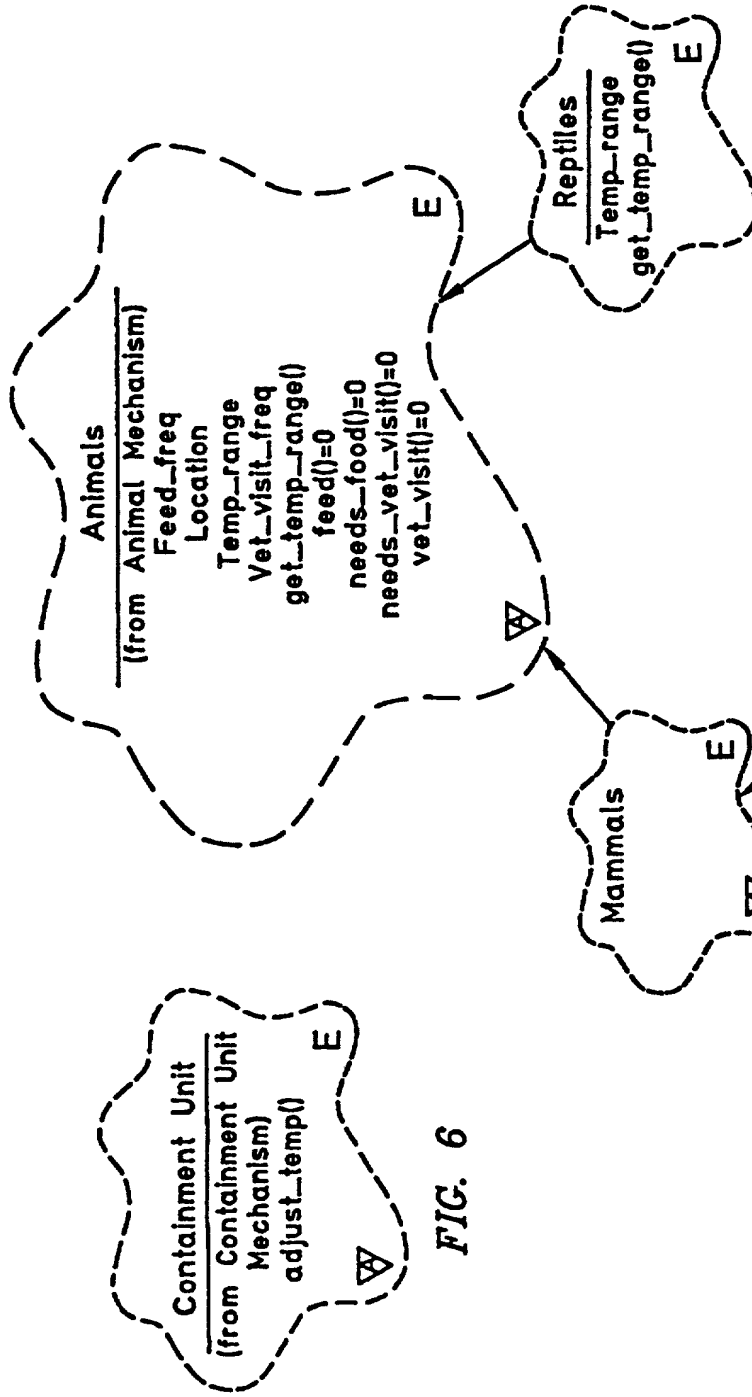 Containment Unit
(from Containment Unit
Mechanism)
adjust_temp()
A
E
FIG. 6
Animals
(from Animal Mechanism)
Feed_freq
Location
Temp_range
Vet_visit_freq
get_temp_range()
feed()=0
needs_food()=0
needs_vet_visit()=0
vet_visit()=0
A
E
Mammals
E
Reptiles
Temp_range
get_temp_range()
E